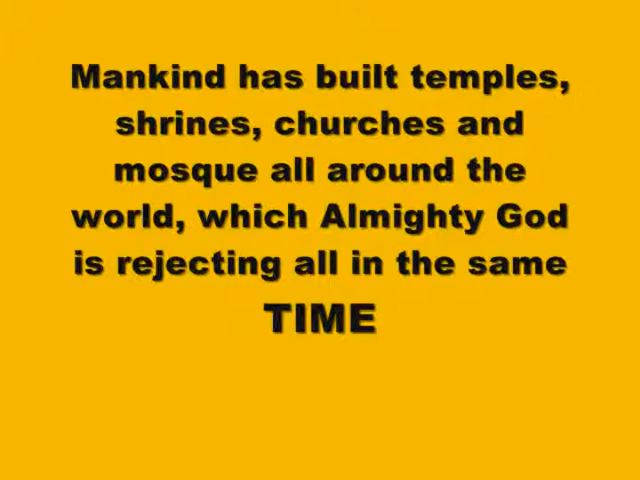 Mankind has built temples,
shrines, churches and
mosque all around the
world, which Almighty God
is rejecting all in the same
TIME